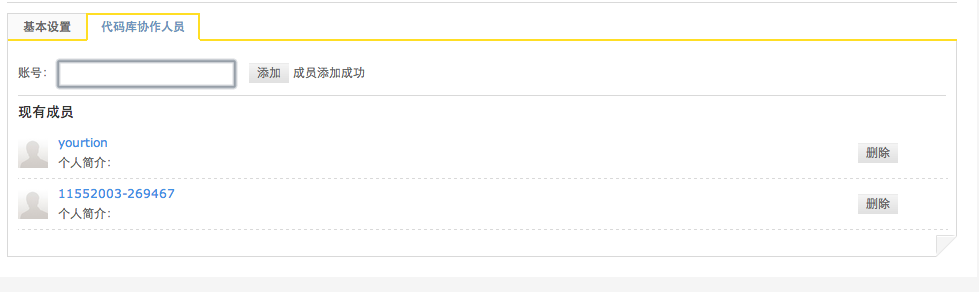 基本设置 代码库协作人员
账号: 添加 成员添加成功
现有成员
yourtion
个人简介: 删除
11552003-269467
个人简介: 删除